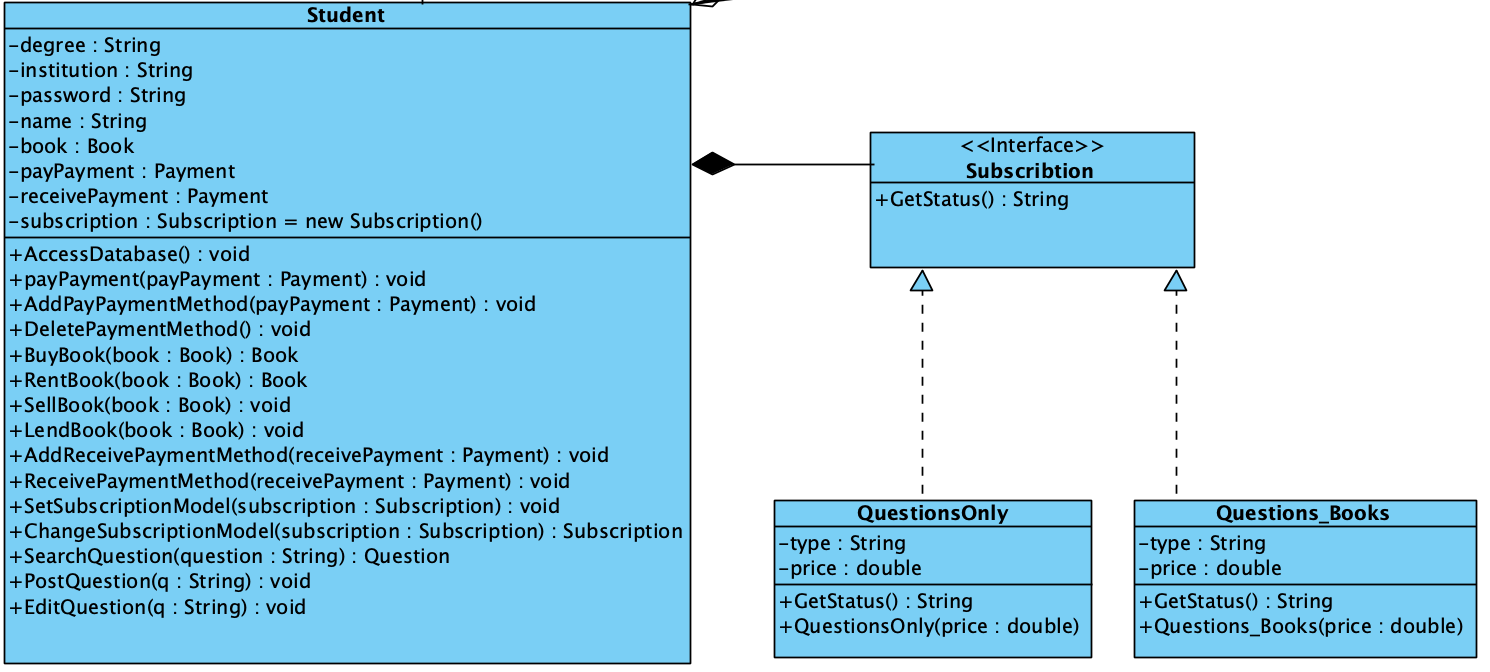 Student
-degree : String
-institution : String
-password : String
-name : String
-book : Book
-payPayment : Payment
-receivePayment : Payment
-subscription : Subscription = new Subscription()
+AccessDatabase() : void
+payPayment(payPayment : Payment) : void
+AddPayPaymentMethod(payPayment : Payment) : void
+DeletePaymentMethod() : void
+BuyBook(book : Book) : Book
+RentBook(book : Book) : Book
+SellBook(book : Book) : void
+LendBook(book : Book) : void
+AddReceivePaymentMethod(receivePayment : Payment) : void
+ReceivePaymentMethod(receivePayment : Payment) : void
+SetSubscriptionModel(subscription : Subscription) : void
+ChangeSubscriptionModel(subscription : Subscription) : Subscription
+SearchQuestion(question : String) : Question
+PostQuestion(q : String) : void
+EditQuestion(q : String) : void
<<Interface>>
Subscribtion
+GetStatus() : String
QuestionsOnly
-type : String
-price : double
+GetStatus() : String
+QuestionsOnly(price : double)
Questions_Books
-type : String
-price : double
+GetStatus() : String
+Questions_Books(price : double)